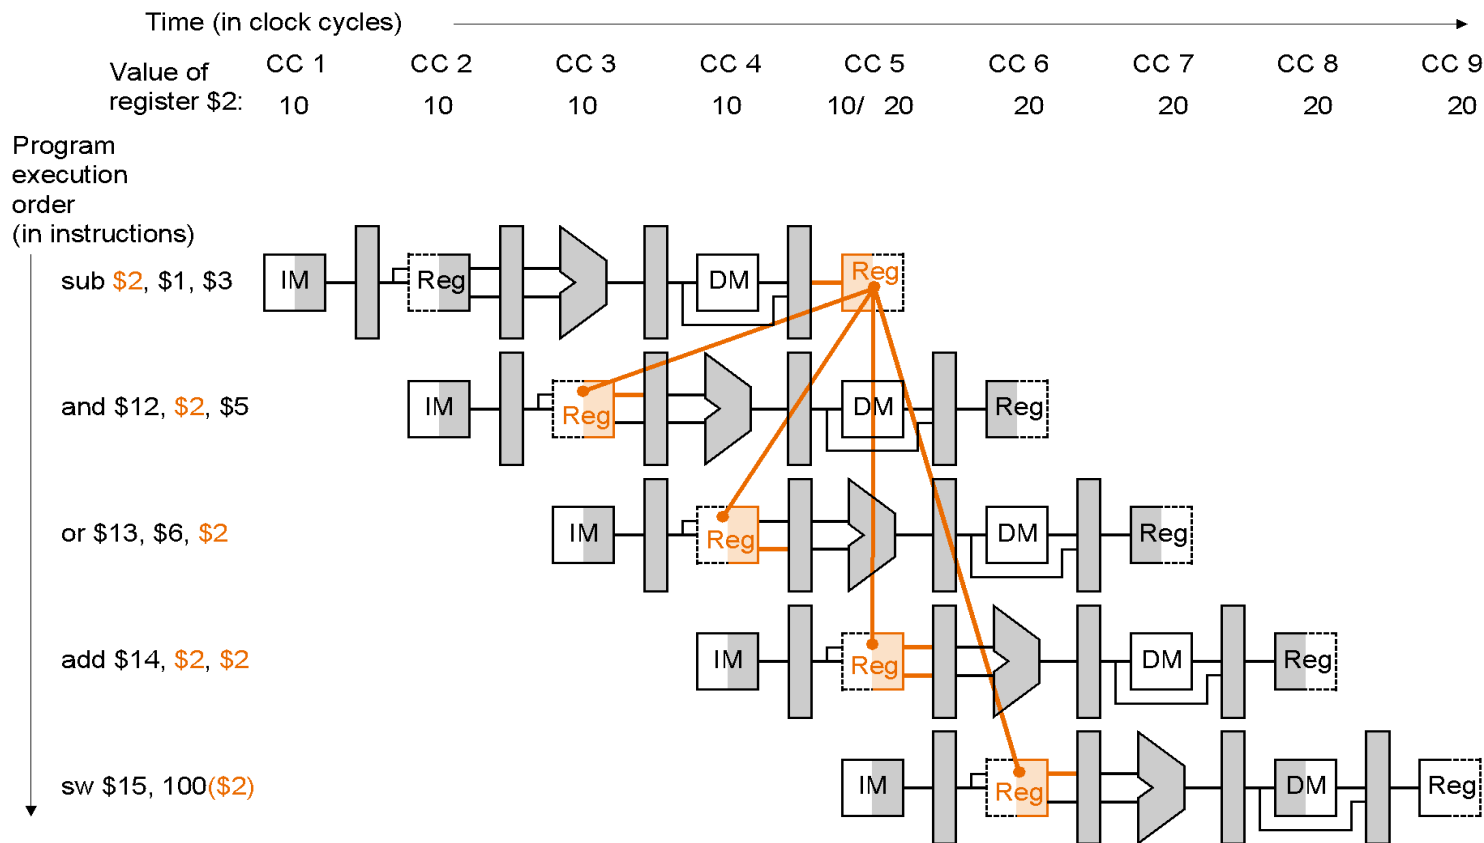 Time (in clock cycles)
CC 1 CC 2 CC 3 CC 4 CC 5 CC 6 CC 7 CC 8 CC 9
Value of
register $2:
10 10 10 10 10/ 20 20 20 20 20
Program
execution
order
(in instructions)
sub $2, $1, $3
IM Reg DM Reg
and $12, $2, $5
IM Reg DM Reg
or $13, $6, $2
IM Reg DM Reg
add $14, $2, $2
IM Reg DM Reg
sw $15, 100($2)
IM Reg DM Reg